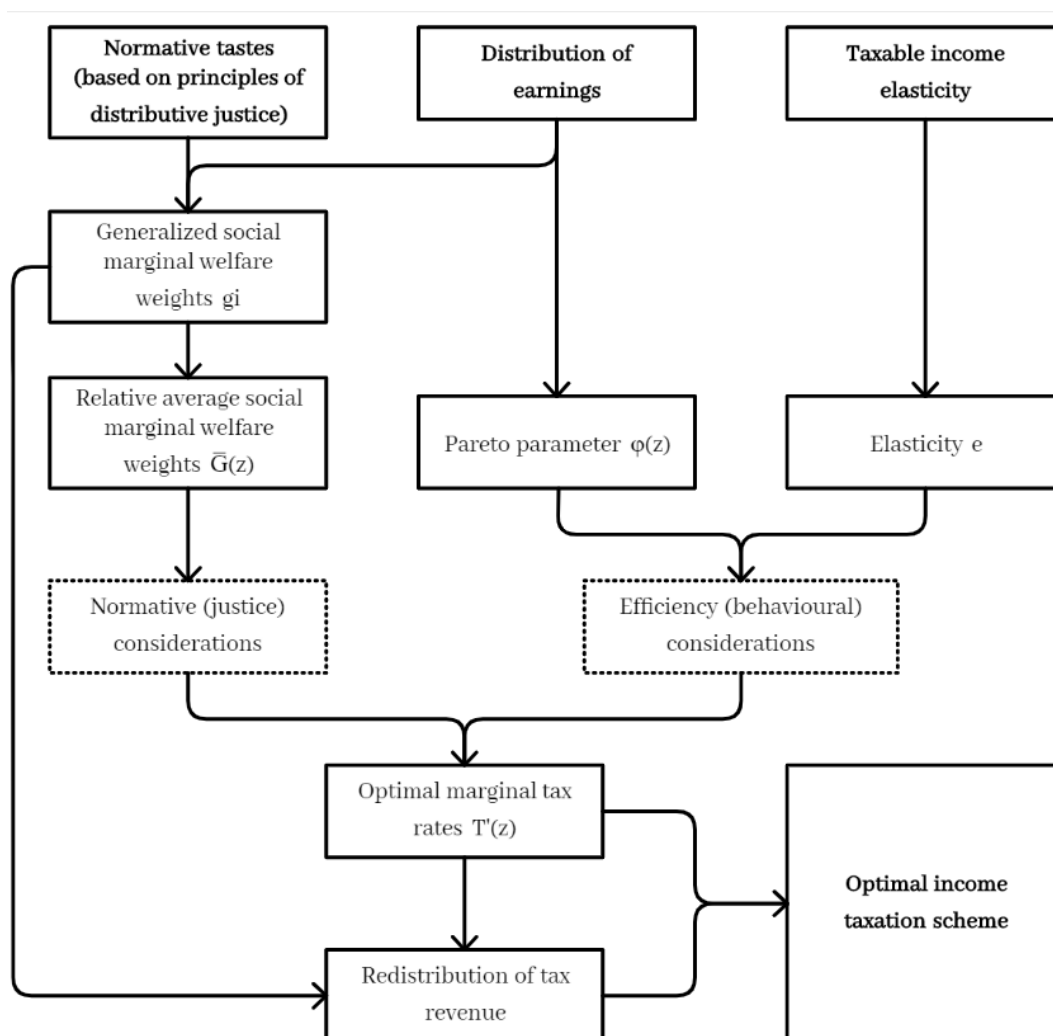 Normative tastes
(based on principles of
distributive justice)
Distribution of
earnings
Taxable income
elasticity
Generalized social
marginal welfare
weights gi
Relative average social
marginal welfare
weights G̅(z)
Pareto parameter φ(z)
Elasticity e
Normative (justice)
considerations
Efficiency (behavioural)
considerations
Optimal marginal tax
rates T'(z)
Optimal income
taxation scheme
Redistribution of tax
revenue